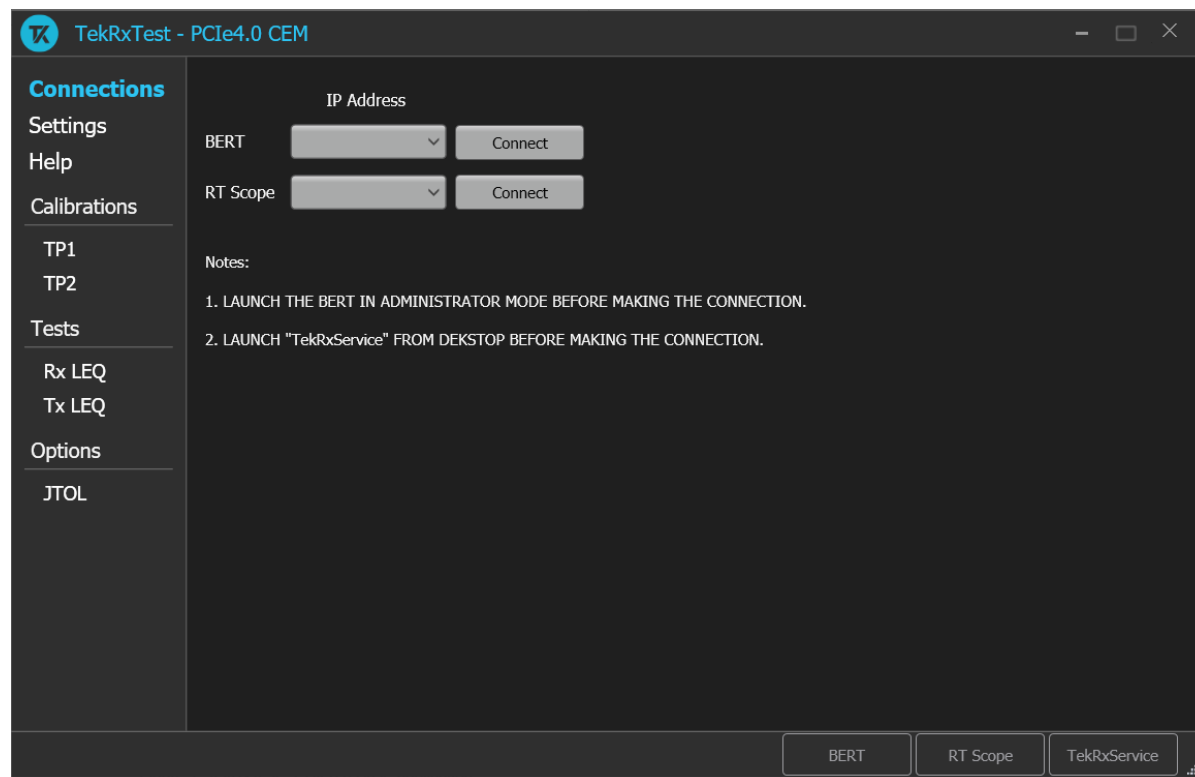 TekRxTest - PCIe4.0 CEM
Connections
Settings
Help
Calibrations
TP1
TP2
Tests
Rx LEQ
Tx LEQ
Options
JTOL
IP Address
BERT Connect
RT Scope Connect
Notes:
1. LAUNCH THE BERT IN ADMINISTRATOR MODE BEFORE MAKING THE CONNECTION.
2. LAUNCH "TekRxService" FROM DEKSTOP BEFORE MAKING THE CONNECTION.
BERT RT Scope TekRxService